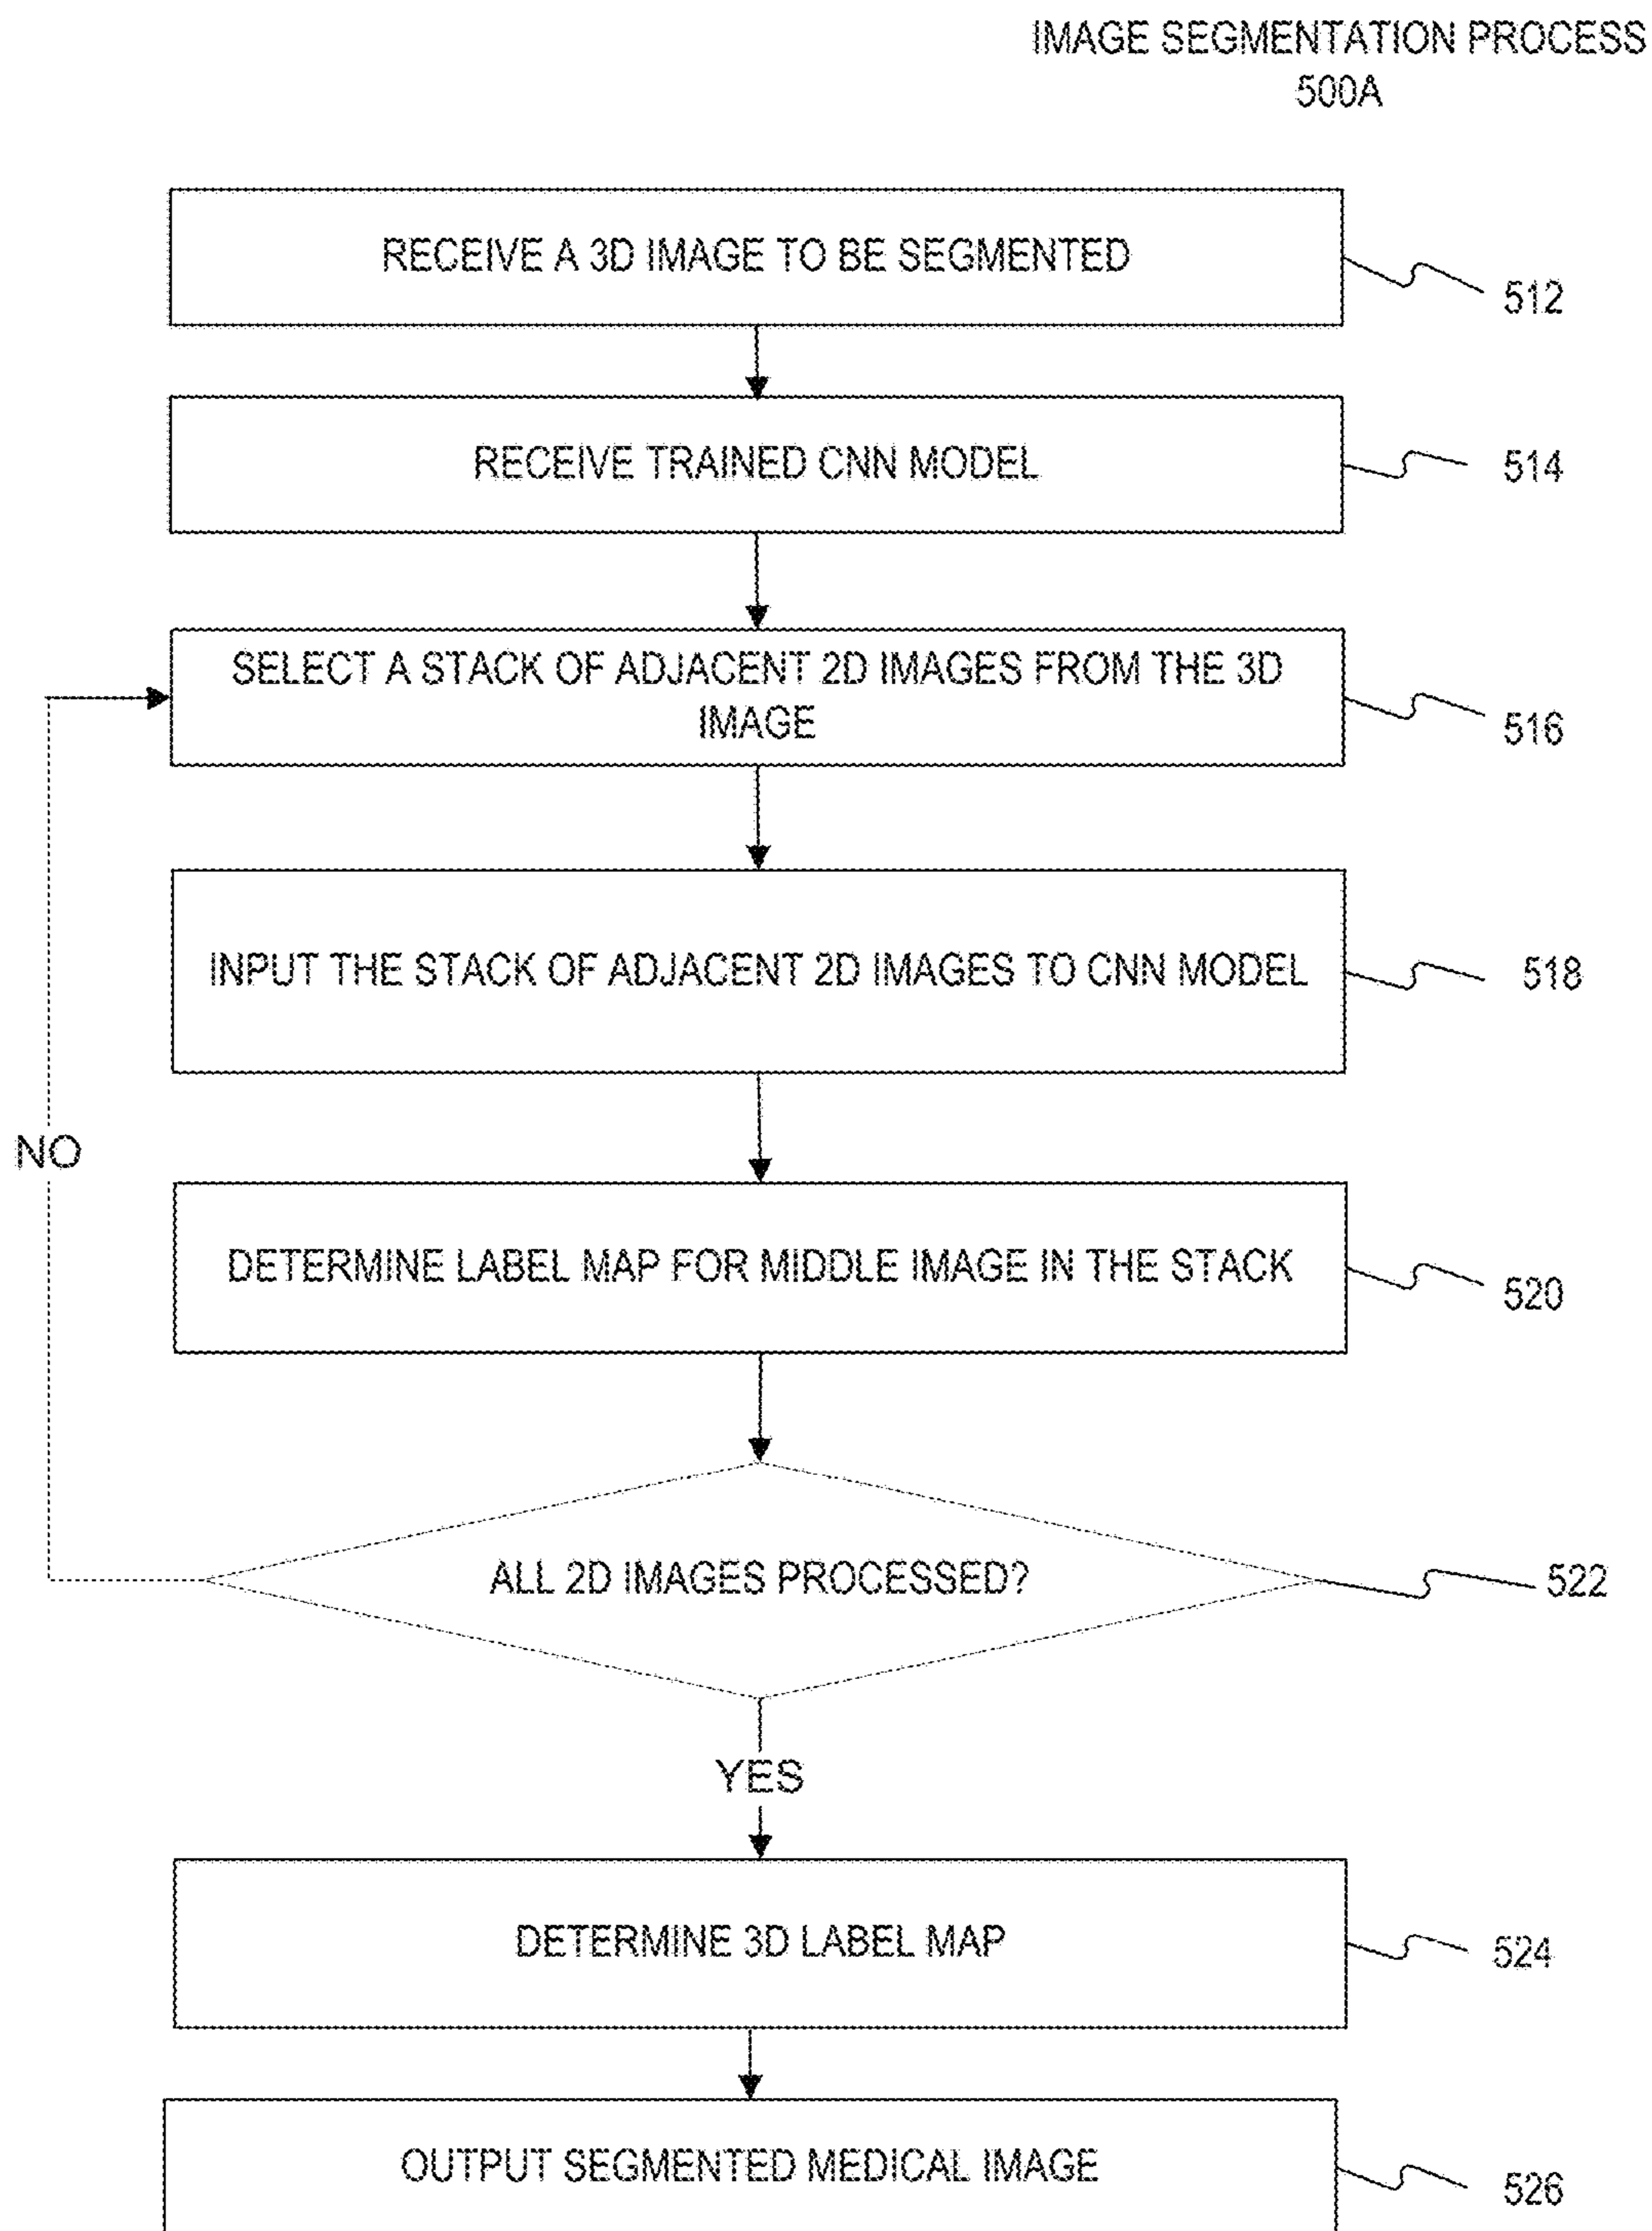 IMAGE SEGMENTATION PROCESS
500A
RECEIVE A 3D IMAGE TO BE SEGMENTED
512
RECEIVE TRAINED CNN MODEL
514
SELECT A STACK OF ADJACENT 2D IMAGES FROM THE 3D
IMAGE
516
INPUT THE STACK OF ADJACENT 2D IMAGES TO CNN MODEL
518
NO
DETERMINE LABEL MAP FOR MIDDLE IMAGE IN THE STACK
520
ALL 2D IMAGES PROCESSED?
522
YES
DETERMINE 3D LABEL MAP
524
OUTPUT SEGMENTED MEDICAL IMAGE
526